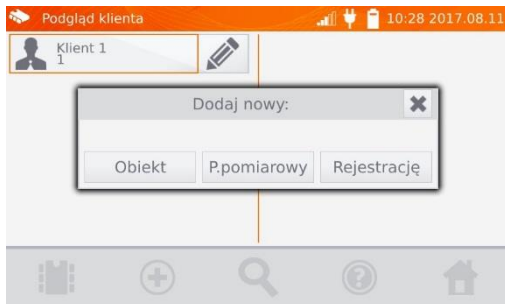 Podgląd klienta 10:28 2017.08.11
Klient 1
1
Dodaj nowy:
Obiekt P.pomiarowy Rejestrację